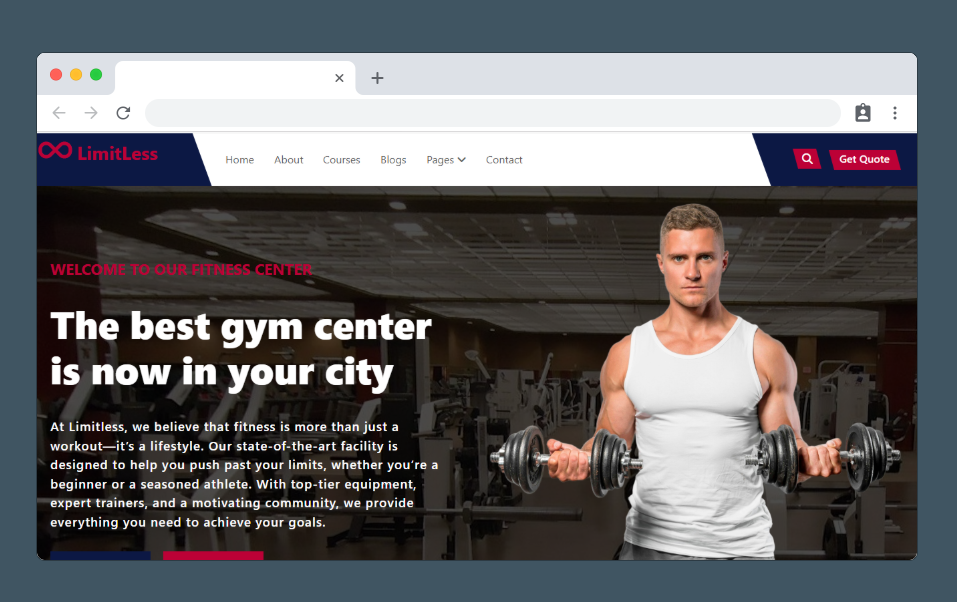 LimitLess
Home About Courses Blogs Pages Contact
Get Quote
WELCOME TO OUR FITNESS CENTER
The best gym center
is now in your city
At Limitless, we believe that fitness is more than just a
workout—it's a lifestyle. Our state-of-the-art facility is
designed to help you push past your limits, whether you're a
beginner or a seasoned athlete. With top-tier equipment,
expert trainers, and a motivating community, we provide
everything you need to achieve your goals.